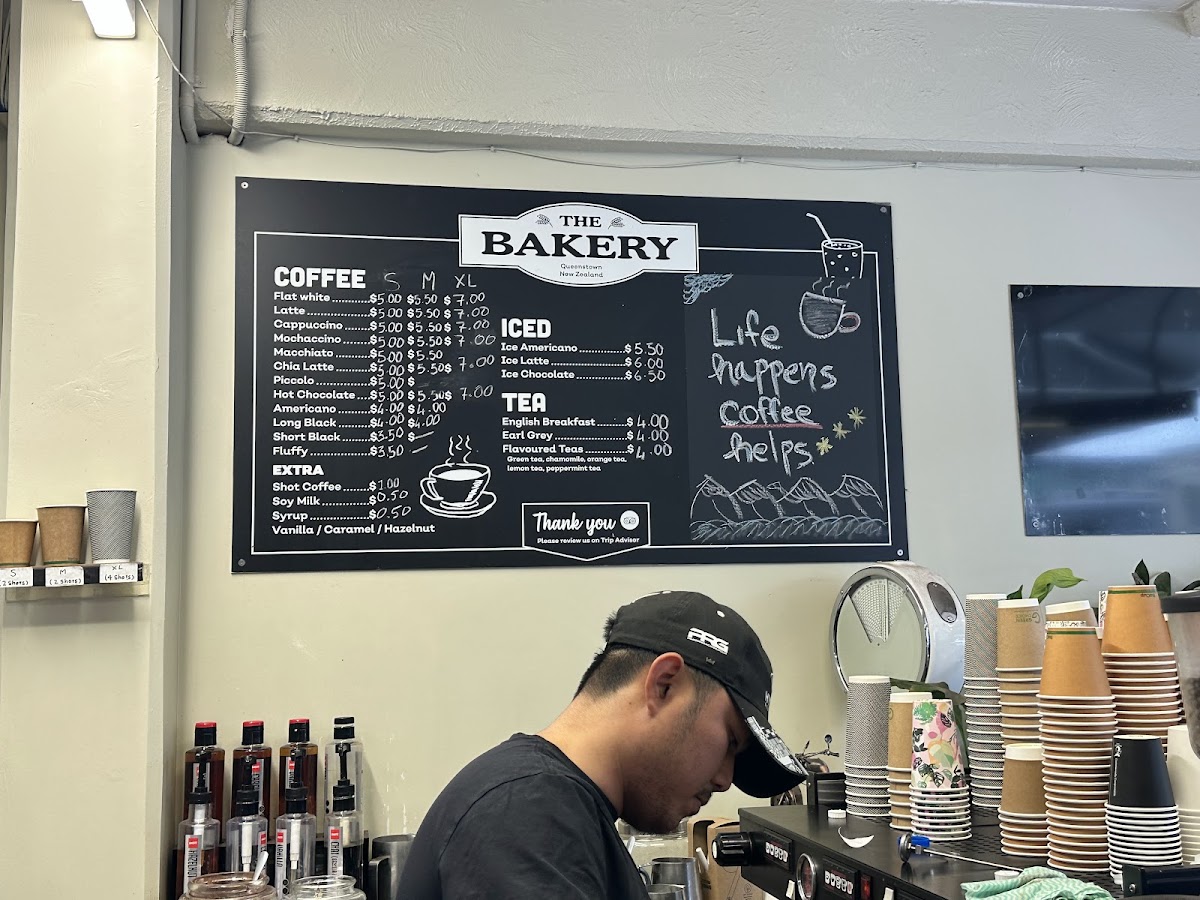 THE
BAKERY
Queenstown
New Zealand
COFFEE S M XL
Flat white ............$5.00 $5.50 $7.00
Latte ....................$5.00 $5.50 $7.00
Cappuccino ........$5.00 $5.50 $7.00
Mochaccino ........$5.00 $5.50 $7.00
Macchiato ..........$5.00 $5.50
Chia Latte ..........$5.00 $5.50 $7.00
Piccolo ................$5.00 $
Hot Chocolate ....$5.00 $5.50 $7.00
Americano ..........$4.00 $4.00
Long Black ..........$4.00 $4.00
Short Black .........$3.50 $—
Fluffy ...................$3.50 —
EXTRA
Shot Coffee .......$1.00
Soy Milk .............$0.50
Syrup .................$0.50
Vanilla / Caramel / Hazelnut
ICED
Ice Americano ............$5.50
Ice Latte ....................$6.00
Ice Chocolate .............$6.50
TEA
English Breakfast .......$4.00
Earl Grey ...................$4.00
Flavoured Teas ..........$4.00
Green tea, chamomile, orange tea,
lemon tea, peppermint tea
Thank you
Please review us on Trip Advisor
Life
happens
coffee
helps
S
(2 shots)
M
(2 shots)
XL
(4 shots)
PRG